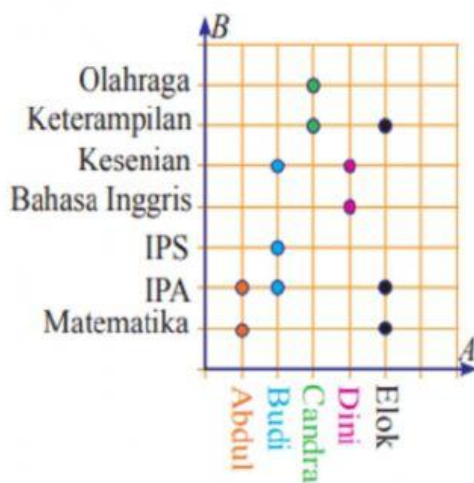 B
Olahraga
Keterampilan
Kesenian
Bahasa Inggris
IPS
IPA
Matematika
A
Abdul
Budi
Candra
Dini
Elok